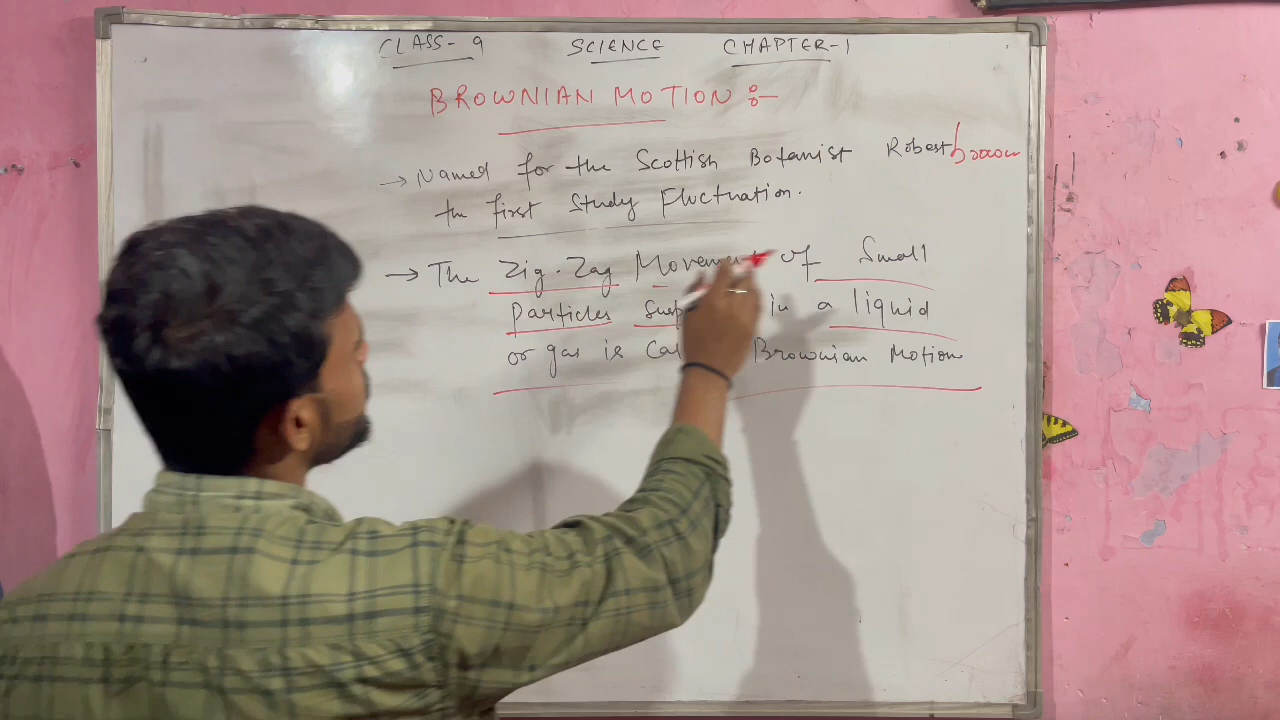 CLASS-9 SCIENCE CHAPTER-1
BROWNIAN MOTION :-
→ Named for the Scottish Botanist Robert brown
the first Study Fluctuation.
→ The Zig-Zag Movement of Small
Particles in a liquid
or gas is Brownian Motion